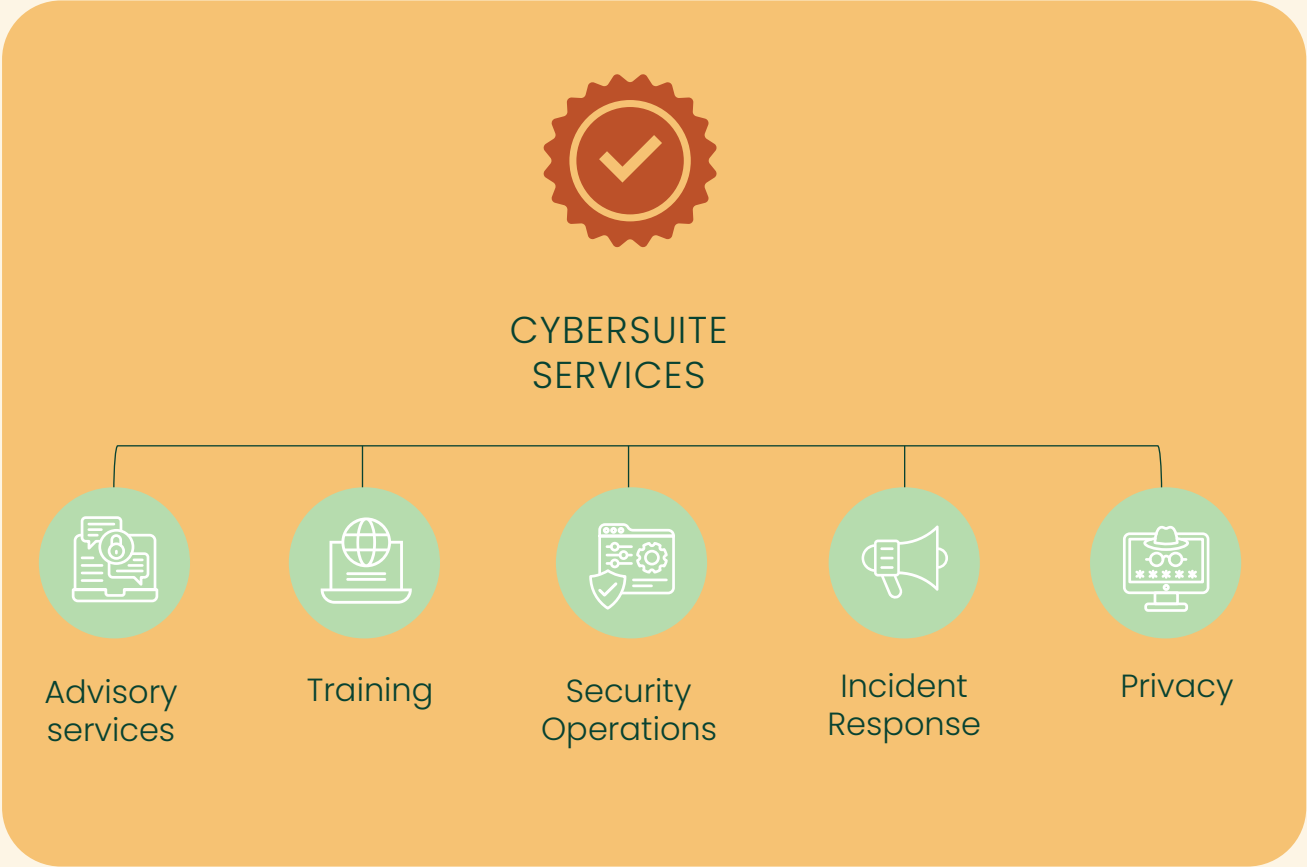 CYBERSUITE
SERVICES
Advisory
services
Training
Security
Operations
Incident
Response
Privacy